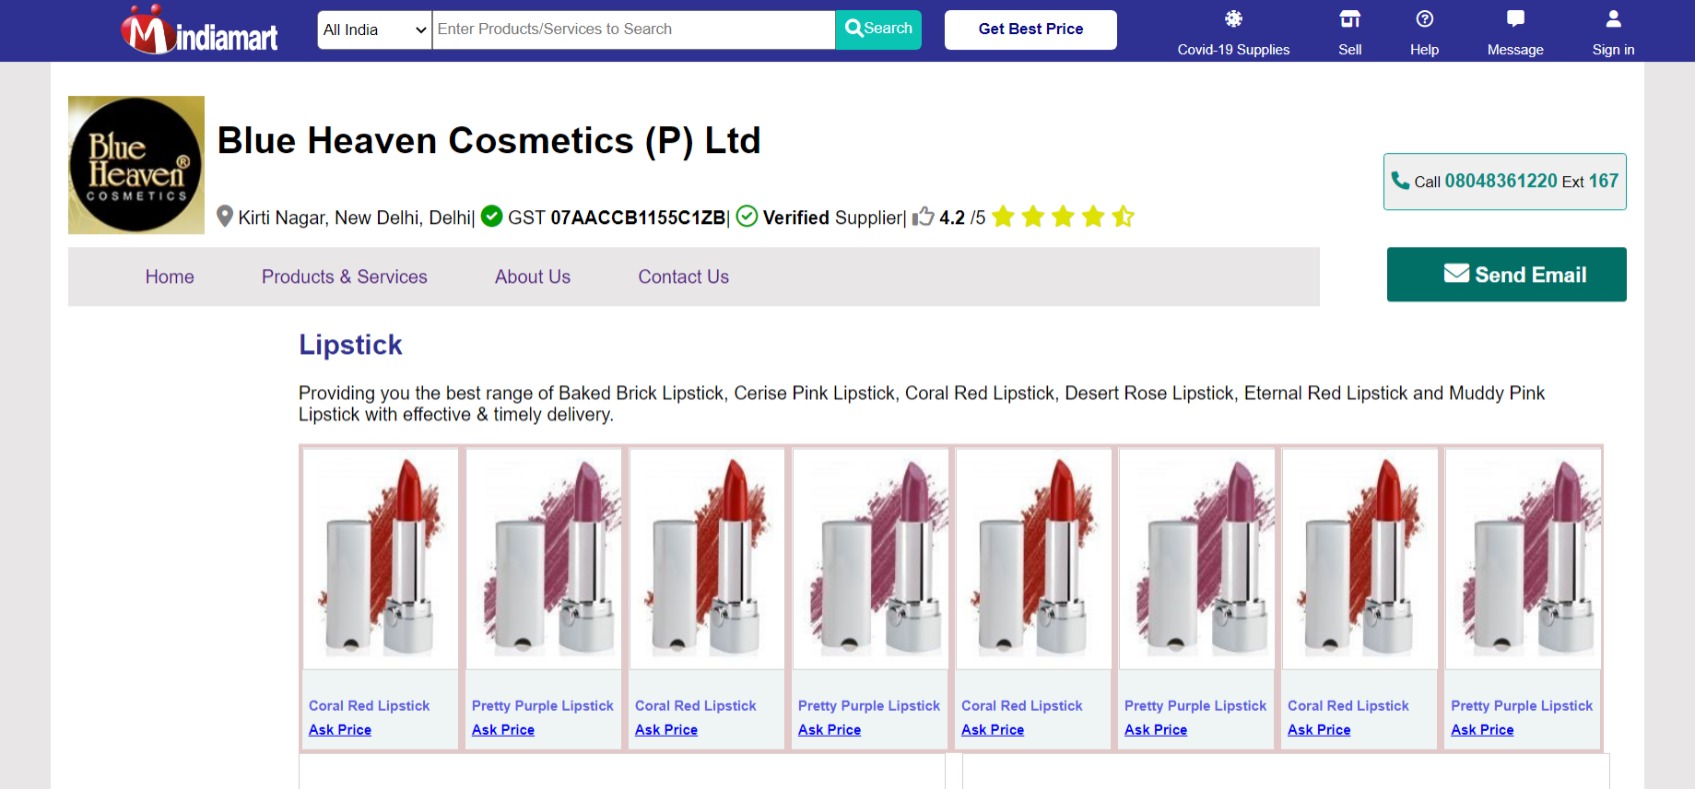 indiamart
All India Enter Products/Services to Search Search
Get Best Price
Covid-19 Supplies
Sell
Help
Message
Sign in
Blue
Heaven®
COSMETICS
Blue Heaven Cosmetics (P) Ltd
Kirti Nagar, New Delhi, Delhi| GST 07AACCB1155C1ZB| Verified Supplier| 4.2 /5
Call 08048361220 Ext 167
Home Products & Services About Us Contact Us
Send Email
Lipstick
Providing you the best range of Baked Brick Lipstick, Cerise Pink Lipstick, Coral Red Lipstick, Desert Rose Lipstick, Eternal Red Lipstick and Muddy Pink
Lipstick with effective & timely delivery.
Coral Red Lipstick
Ask Price
Pretty Purple Lipstick
Ask Price
Coral Red Lipstick
Ask Price
Pretty Purple Lipstick
Ask Price
Coral Red Lipstick
Ask Price
Pretty Purple Lipstick
Ask Price
Coral Red Lipstick
Ask Price
Pretty Purple Lipstick
Ask Price